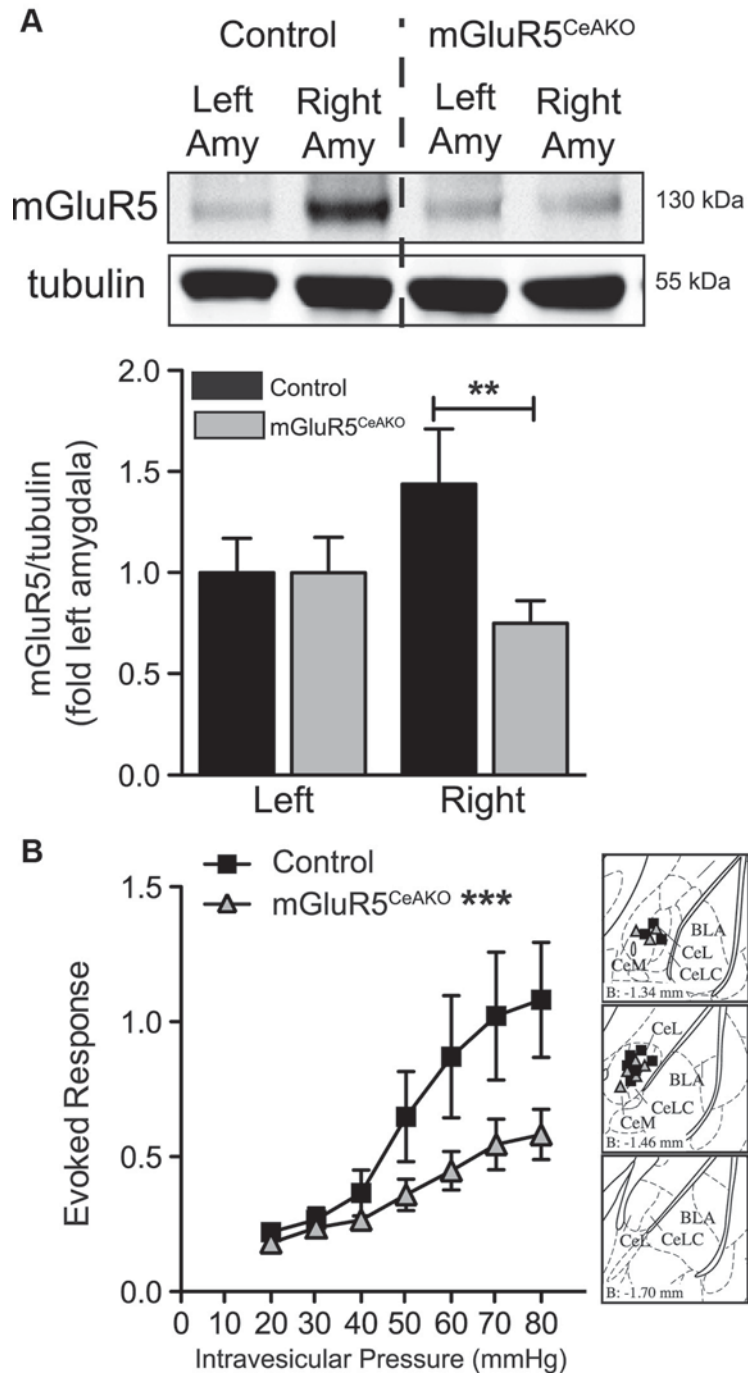 A
Control mGluR5CeAKO
Left Amy Right Amy Left Amy Right Amy
mGluR5 130 kDa
tubulin 55 kDa
Control
mGluR5CeAKO
**
mGluR5/tubulin
(fold left amygdala)
2.0
1.5
1.0
0.5
0.0
Left Right
B
Control
mGluR5CeAKO ***
Evoked Response
1.5
1.0
0.5
0.0
0 10 20 30 40 50 60 70 80
Intravesicular Pressure (mmHg)
BLA
CeL
CeM
CeLC
B: -1.34 mm
CeL
BLA
CeLC
CeM
B: -1.46 mm
BLA
CeL CeLC
B: -1.70 mm